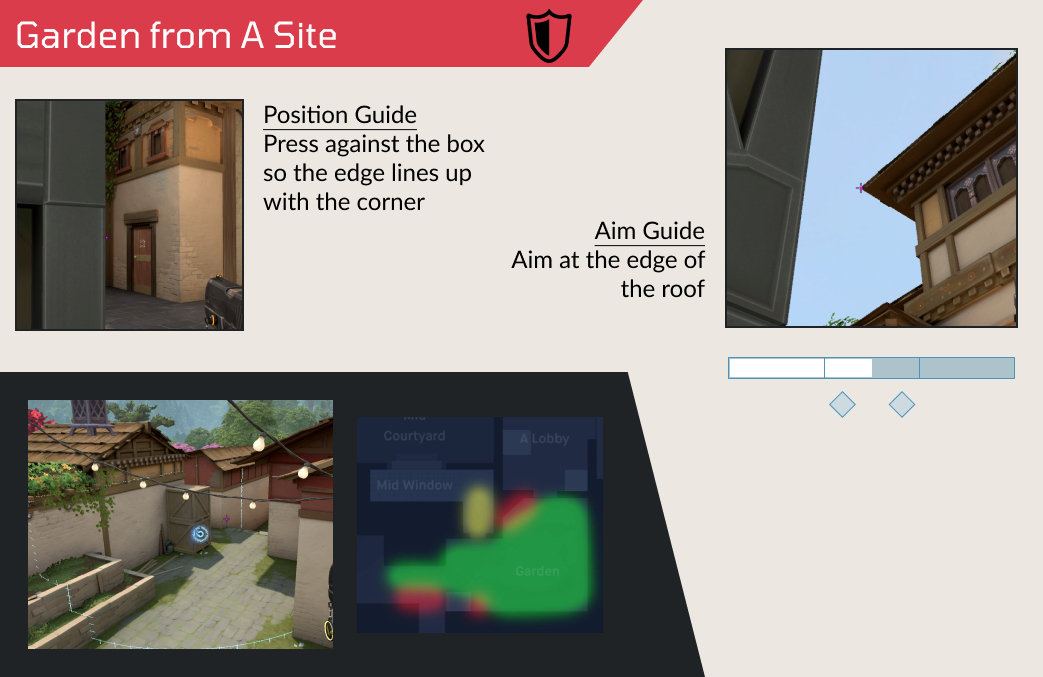 Garden from A Site
Position Guide
Press against the box
so the edge lines up
with the corner
Aim Guide
Aim at the edge of
the roof
Mid
Courtyard
A Lobby
Mid Window
Garden